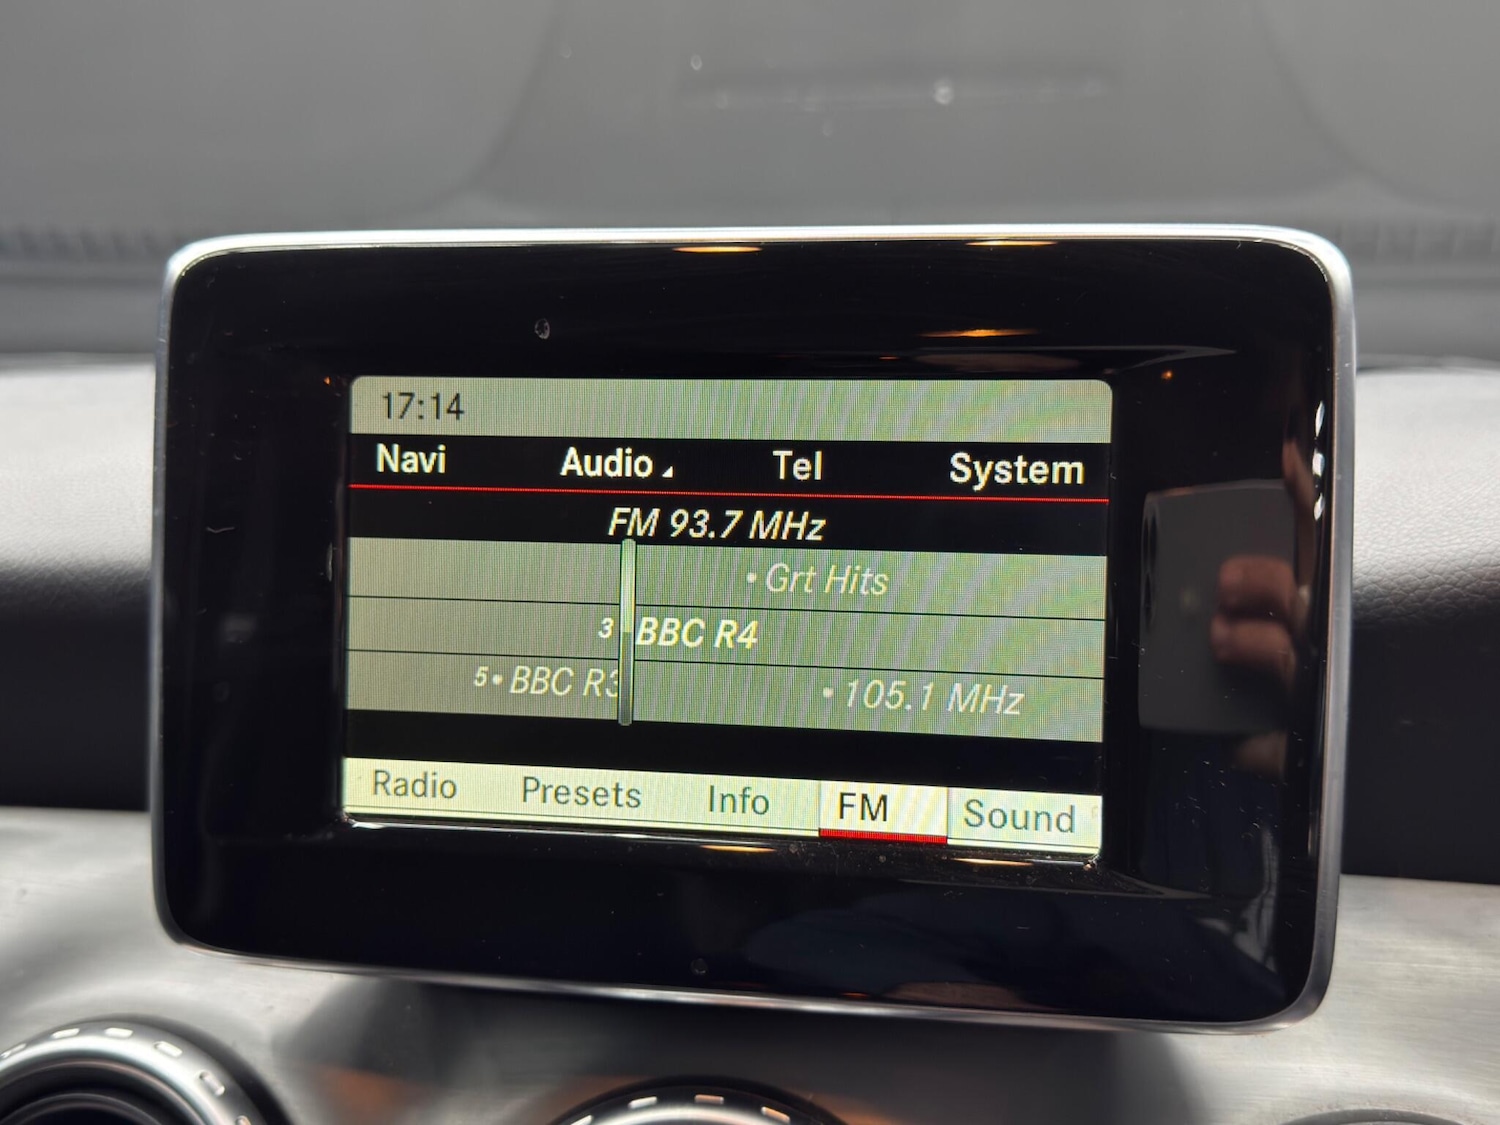 17:14
Navi Audio Tel System
FM 93.7 MHz
• Grt Hits
3 BBC R4
5• BBC R3 • 105.1 MHz
Radio Presets Info FM Sound